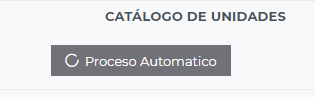 CATÁLOGO DE UNIDADES
Proceso Automatico